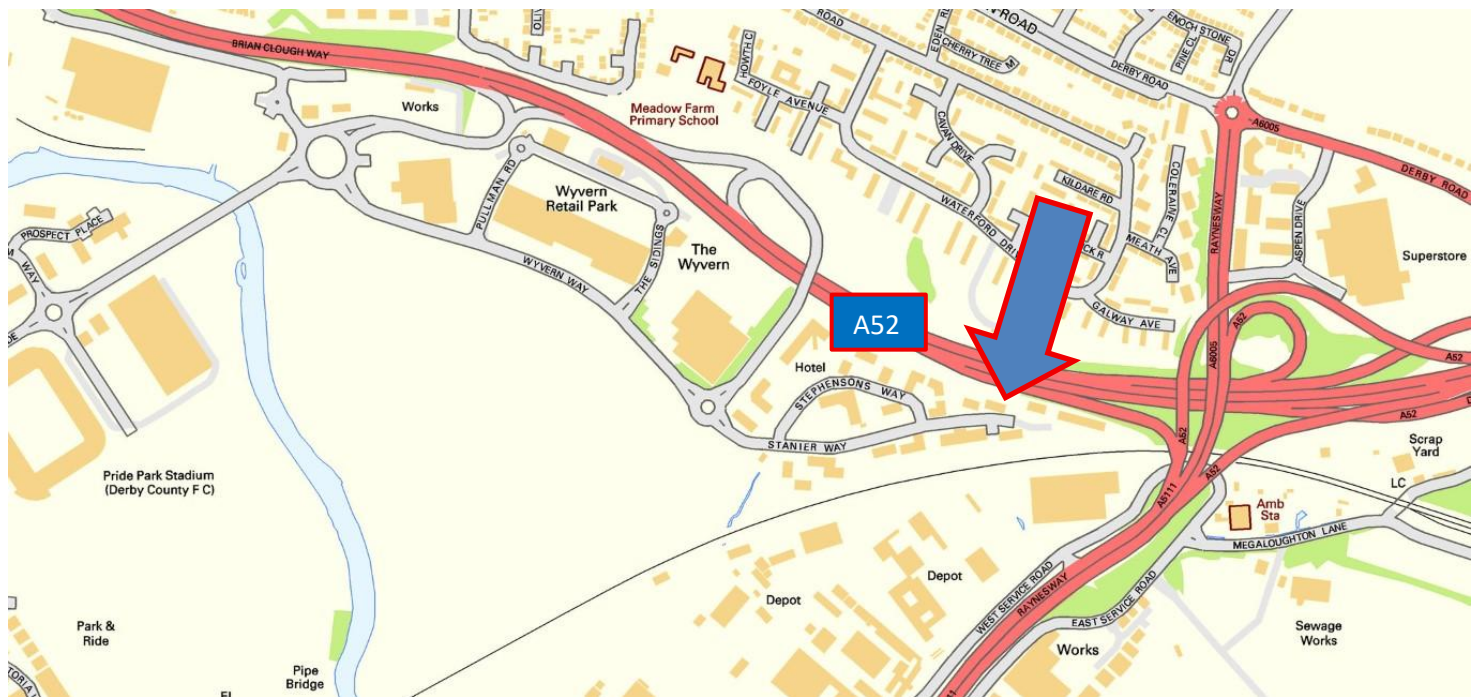 BRIAN CLOUGH WAY
Works
Meadow Farm
Primary School
HOWTH C
FOYLE AVENUE
EDEN
CHERRY TREE
ROAD
ROAD
ENOCH STONE
DR
PINE CL
DERBY ROAD
CAVAN DRIVE
A6005
DERBY ROAD
PULLMAN RD
Wyvern
Retail Park
THE SIDINGS
The
Wyvern
WYVERN WAY
PROSPECT PLACE
WAY
WATERFORD
KILDARE RD
COLERAINE CL
MEATH AVE
GALWAY AVE
RAYNESWAY
ASPEN DRIVE
Superstore
A52
A52
A6005
A52
Hotel
STEPHENSONS WAY
STANIER WAY
A52
A52
A52
A5111
Scrap
Yard
LC
Amb
Sta
MEGALOUGHTON LANE
Pride Park Stadium
(Derby County F C)
Depot
Depot
WEST SERVICE ROAD
RAYNESWAY
EAST SERVICE ROAD
Works
Sewage
Works
Park &
Ride
Pipe
Bridge